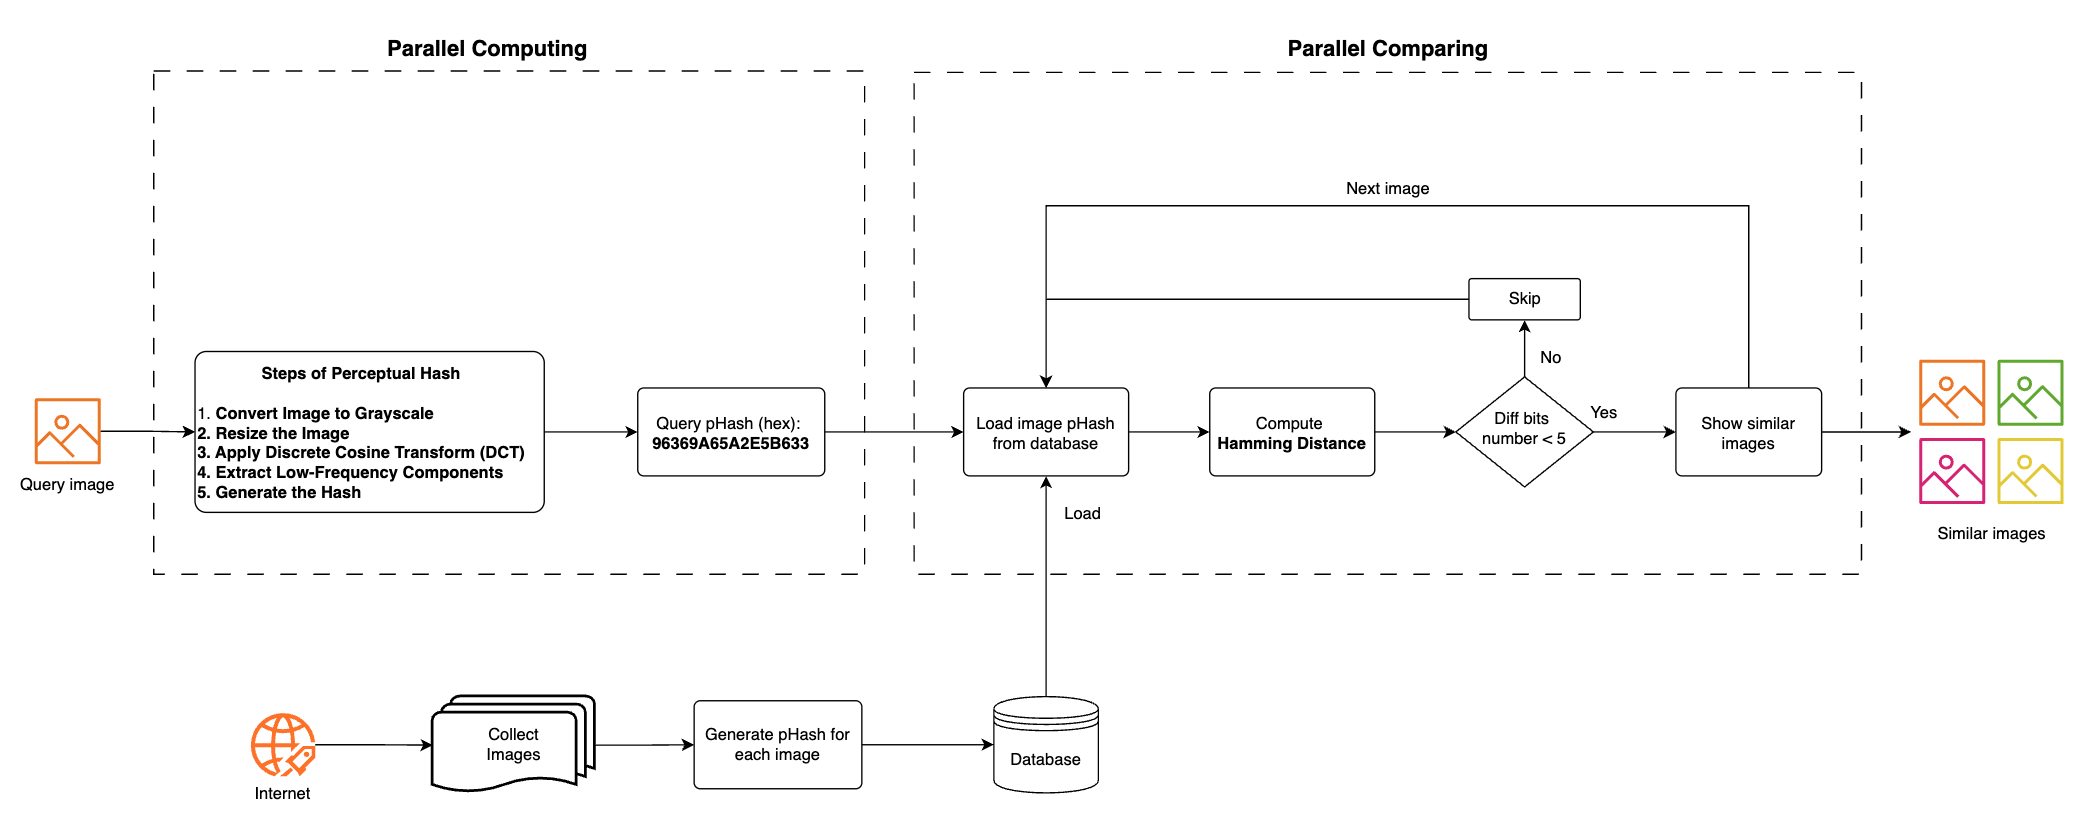 Parallel Computing
Parallel Comparing
Next image
Skip
No
Steps of Perceptual Hash
1. Convert Image to Grayscale
2. Resize the Image
3. Apply Discrete Cosine Transform (DCT)
4. Extract Low-Frequency Components
5. Generate the Hash
Query image
Query pHash (hex):
96369A65A2E5B633
Load image pHash
from database
Compute
Hamming Distance
Diff bits
number < 5
Yes
Show similar
images
Similar images
Load
Internet
Collect
Images
Generate pHash for
each image
Database